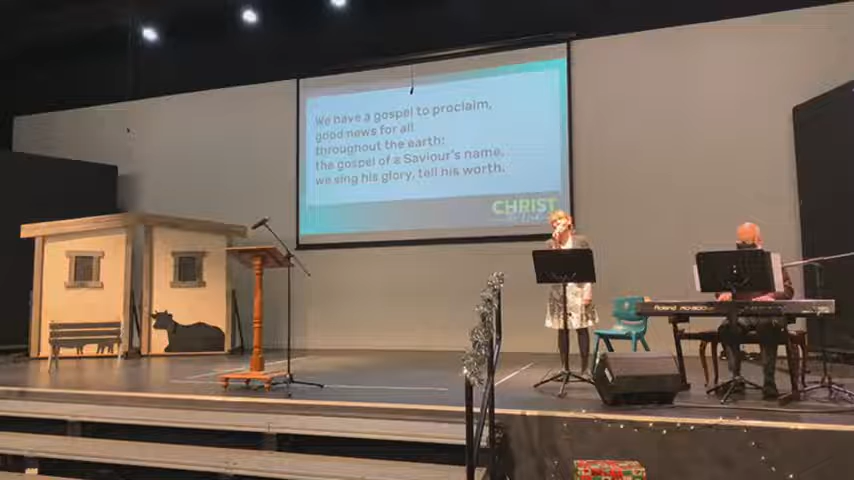 We have a gospel to proclaim,
good news for all
throughout the earth;
the gospel of a Saviour's name,
we sing his glory, tell his worth.
CHRIST
Roland